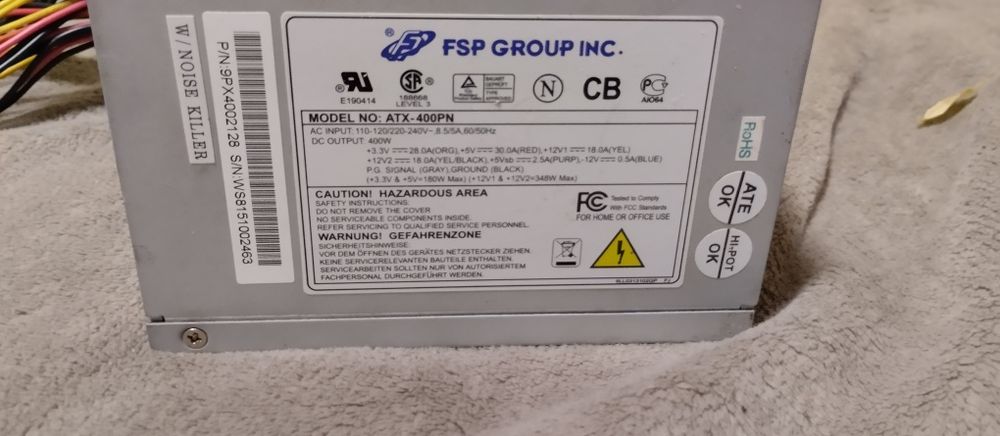 W/NOISE KILLER
P/N:9PX4002128 S/N:WS8151002463
FSP GROUP INC.
E190414
188668
LEVEL 3
N
CB
AIO64
MODEL NO: ATX-400PN
AC INPUT: 110-120/220-240V~,8.5/5A,60/50Hz
DC OUTPUT: 400W
+3.3V⎓28.0A(ORG),+5V⎓30.0A(RED),+12V1⎓18.0A(YEL)
+12V2⎓18.0A(YEL/BLACK),+5Vsb⎓2.5A(PURP),-12V⎓0.5A(BLUE)
P.G. SIGNAL (GRAY),GROUND (BLACK)
(+3.3V & +5V=180W Max) (+12V1 & +12V2=348W Max)
CAUTION! HAZARDOUS AREA
SAFETY INSTRUCTIONS:
DO NOT REMOVE THE COVER
NO SERVICEABLE COMPONENTS INSIDE.
REFER SERVICING TO QUALIFIED SERVICE PERSONNEL.
WARNUNG! GEFAHRENZONE
SICHERHEITSHINWEISE:
VOR DEM ÖFFNEN DES GERÄTES NETZSTECKER ZIEHEN.
KEINE SERVICERELEVANTEN BAUTEILE ENTHALTEN.
SERVICEARBEITEN SOLLTEN NUR VON AUTORISIERTEM
FACHPERSONAL DURCHGEFÜHRT WERDEN.
FC Tested to Comply
With FCC Standards
FOR HOME OR OFFICE USE
RoHS
ATE
OK
HI-POT
OK